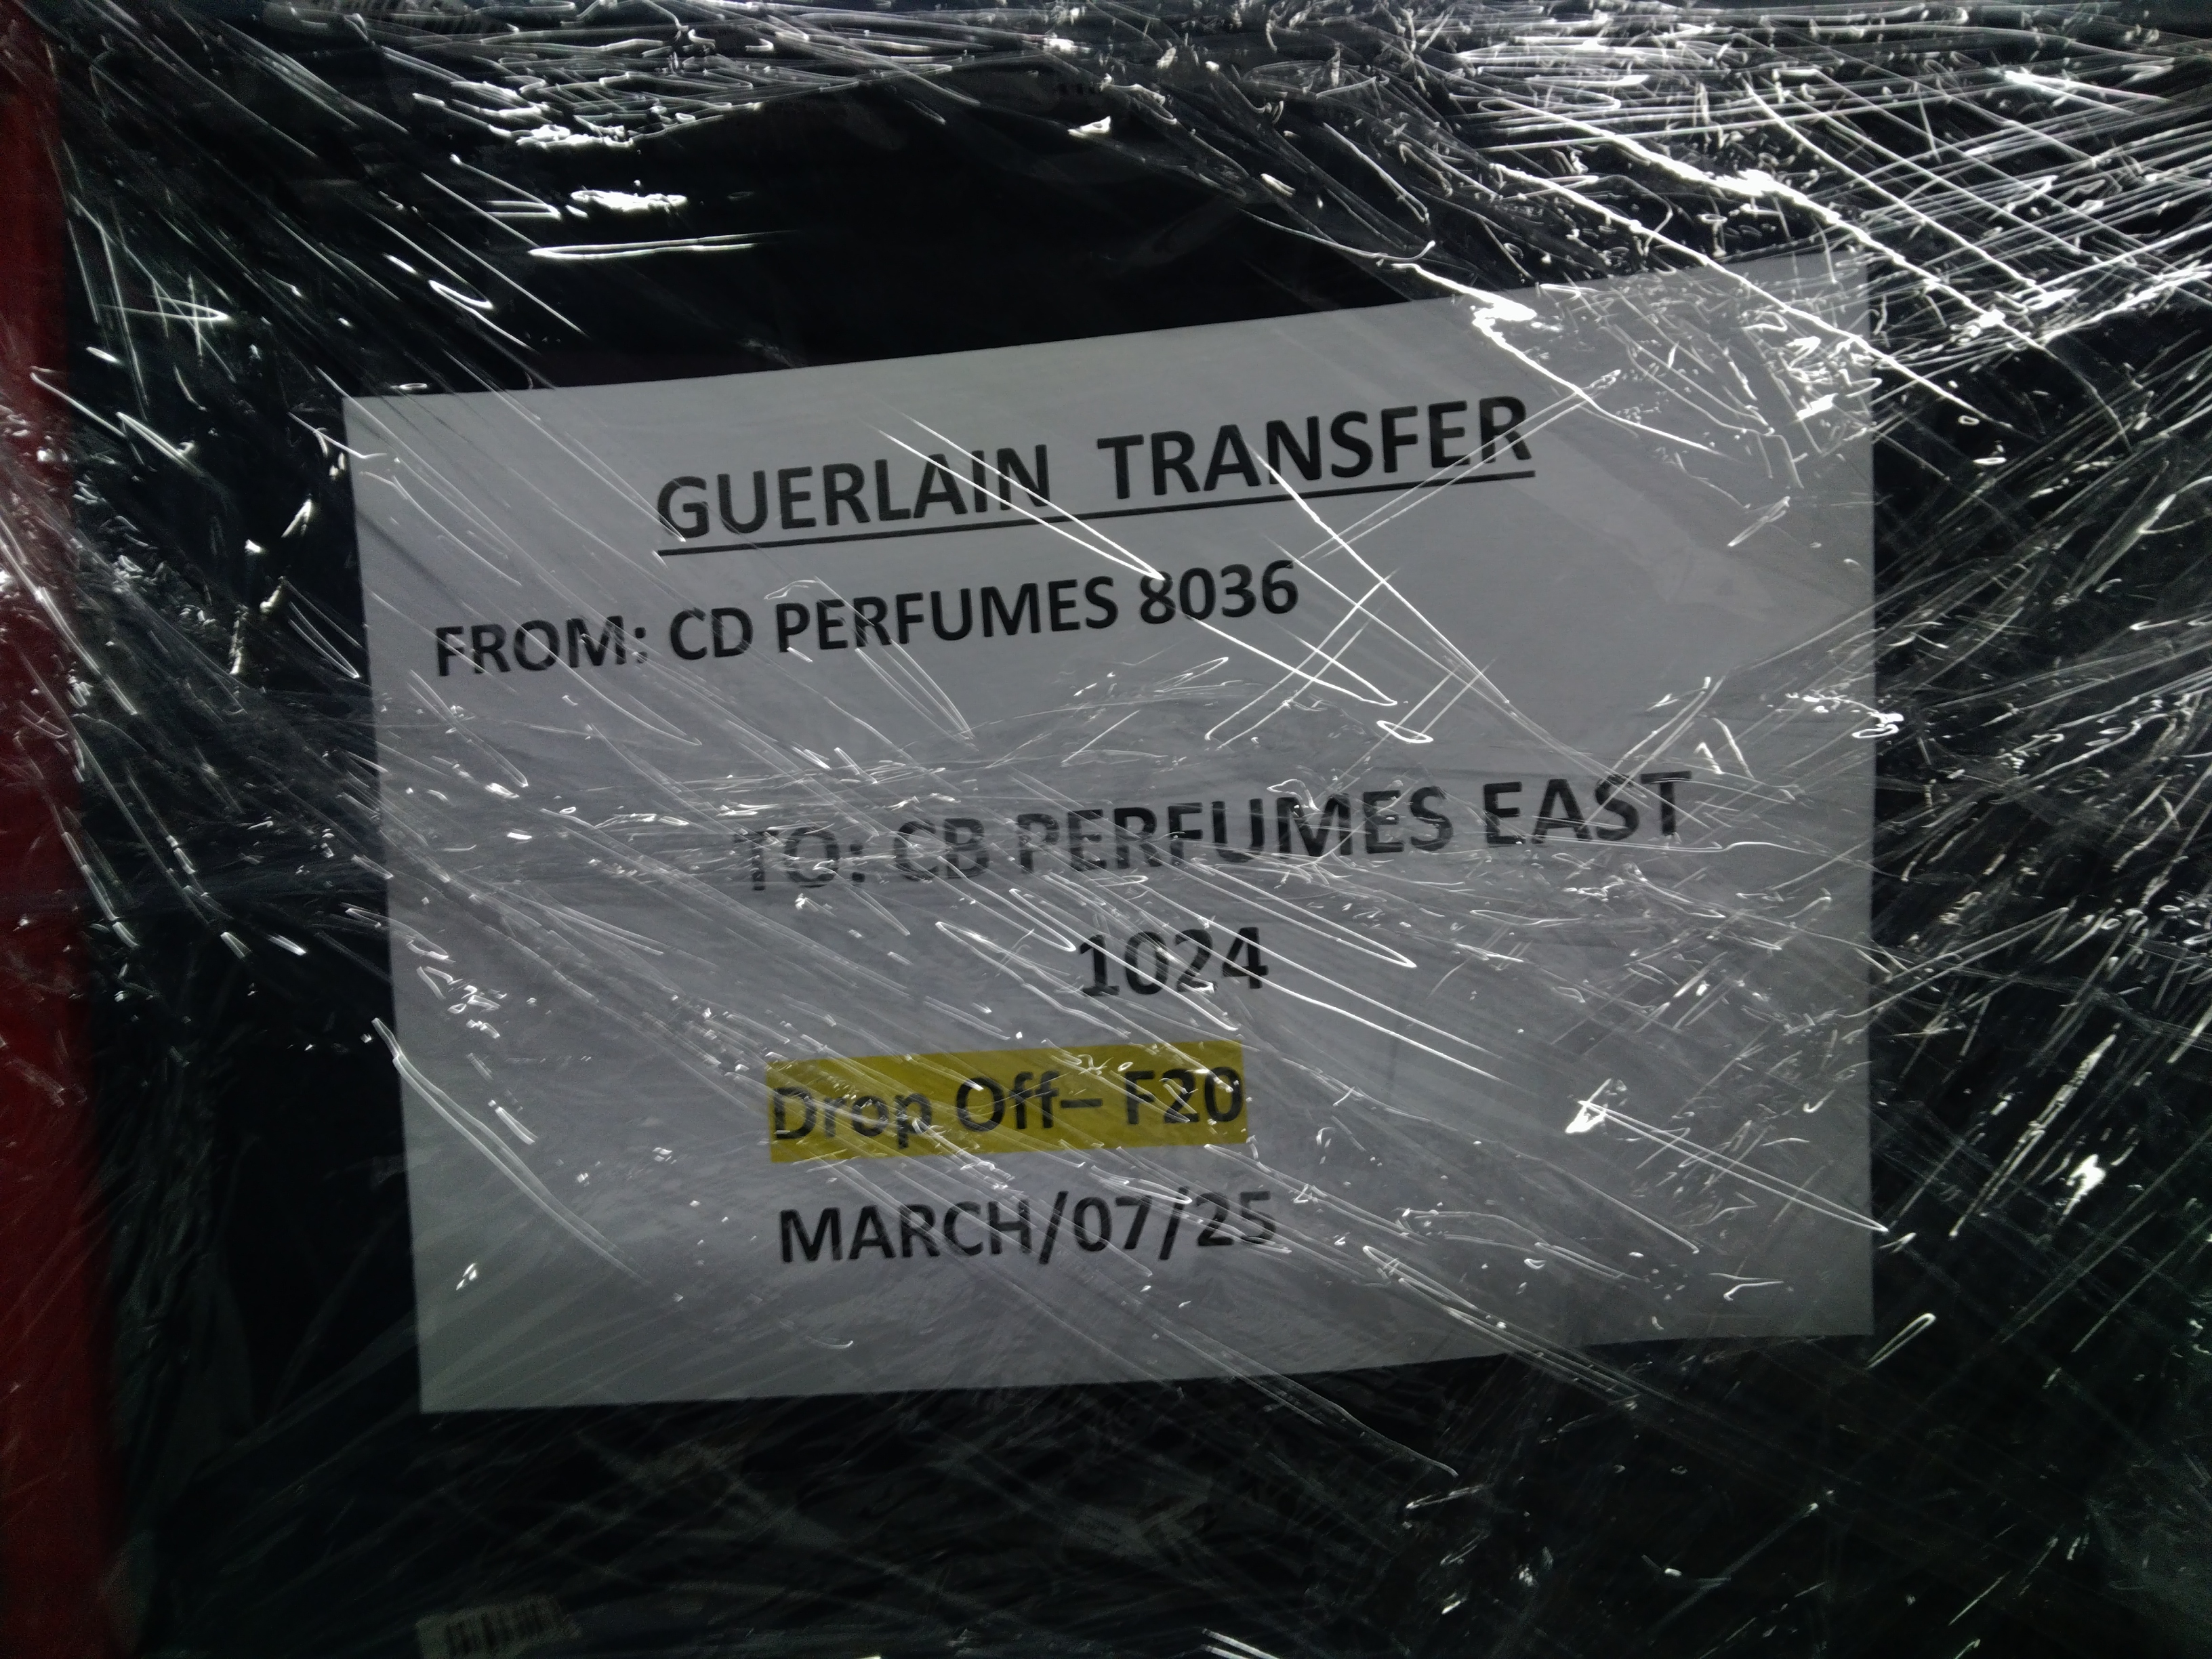 GUERLAIN TRANSFER
FROM: CD PERFUMES 8036
TO: CB PERFUMES EAST
1024
Drop Off– F20
MARCH/07/25